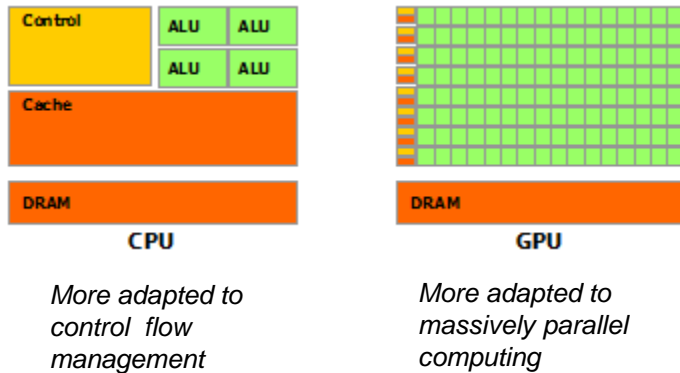 Control
ALU ALU
ALU ALU
Cache
DRAM
DRAM
CPU
GPU
More adapted to
control flow
management
More adapted to
massively parallel
computing